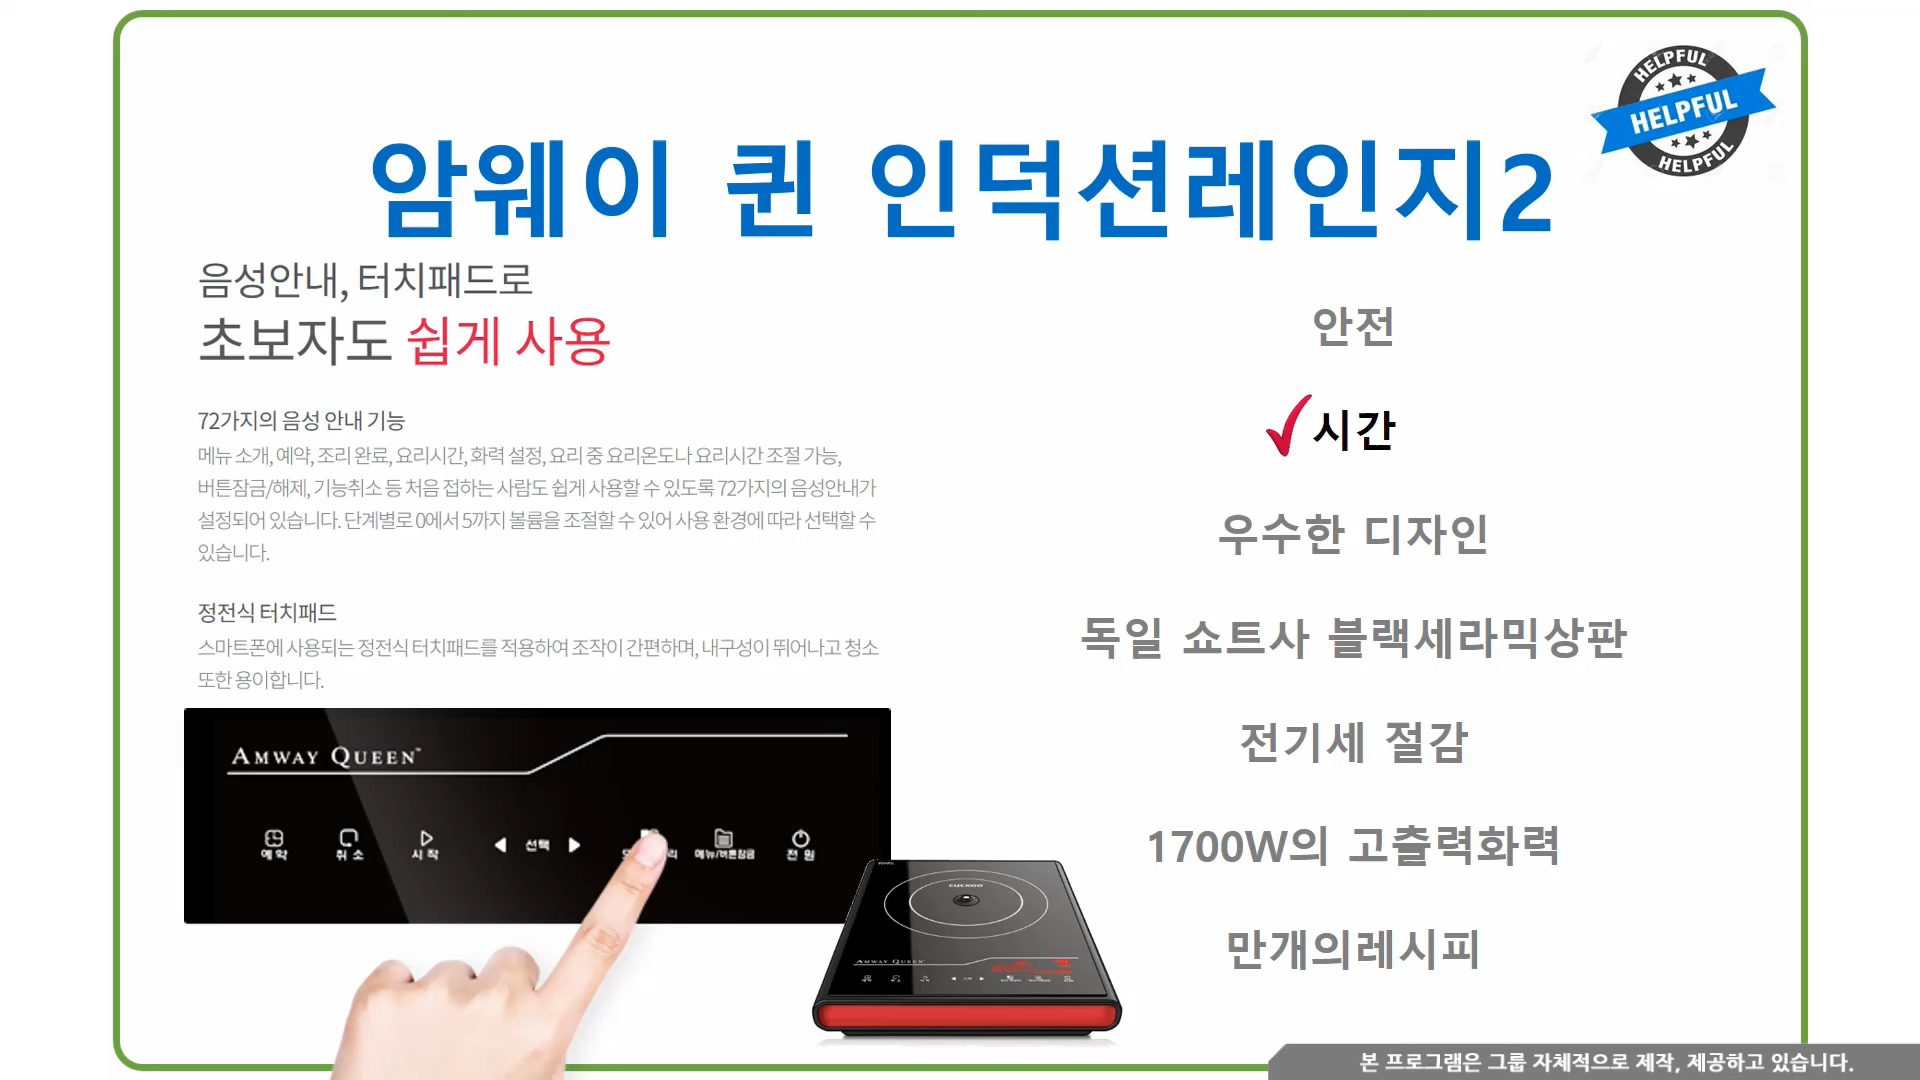 HELPFUL
HELPFUL
HELPFUL
암웨이 퀸 인덕션레인지2
음성안내, 터치패드로
초보자도 쉽게 사용
72가지의 음성 안내 기능
메뉴 소개, 예약, 조리 완료, 요리시간, 화력 설정, 요리 중 요리온도나 요리시간 조절 가능,
버튼잠금/해제, 기능취소 등 처음 접하는 사람도 쉽게 사용할 수 있도록 72가지의 음성안내가
설정되어 있습니다. 단계별로 0에서 5까지 볼륨을 조절할 수 있어 사용 환경에 따라 선택할 수
있습니다.
정전식 터치패드
스마트폰에 사용되는 정전식 터치패드를 적용하여 조작이 간편하며, 내구성이 뛰어나고 청소
또한 용이합니다.
AMWAY QUEEN™
예약 취소 시작 선택 메뉴/버튼잠금 전원
CUCKOO
AMWAY QUEEN
안전
시간
우수한 디자인
독일 쇼트사 블랙세라믹상판
전기세 절감
1700W의 고출력화력
만개의레시피
본 프로그램은 그룹 자체적으로 제작, 제공하고 있습니다.